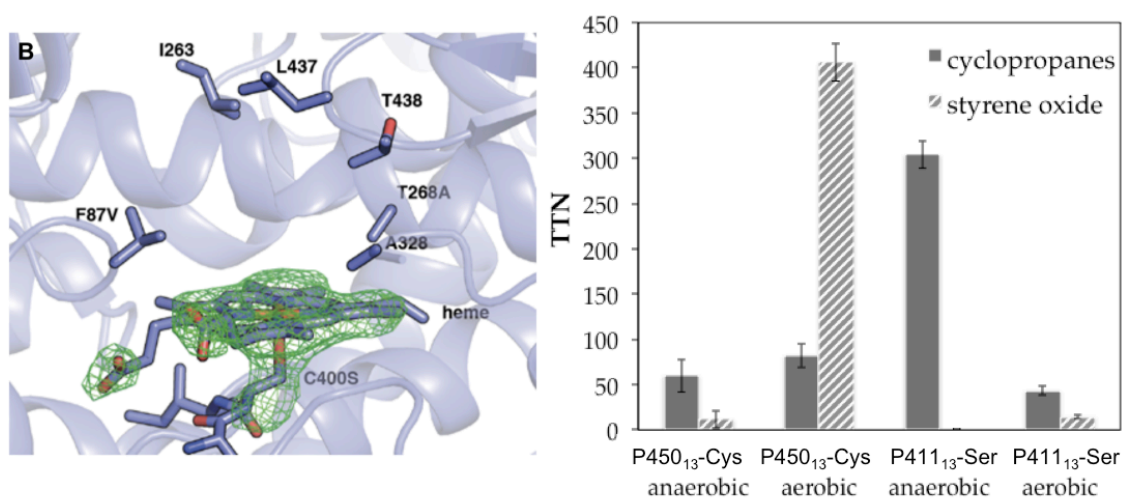 B
I263
L437
T438
T268A
F87V
A328
heme
C400S
TTN
450
400
350
300
250
200
150
100
50
0
cyclopropanes
styrene oxide
P450₁₃-Cys P450₁₃-Cys P411₁₃-Ser P411₁₃-Ser
anaerobic aerobic anaerobic aerobic